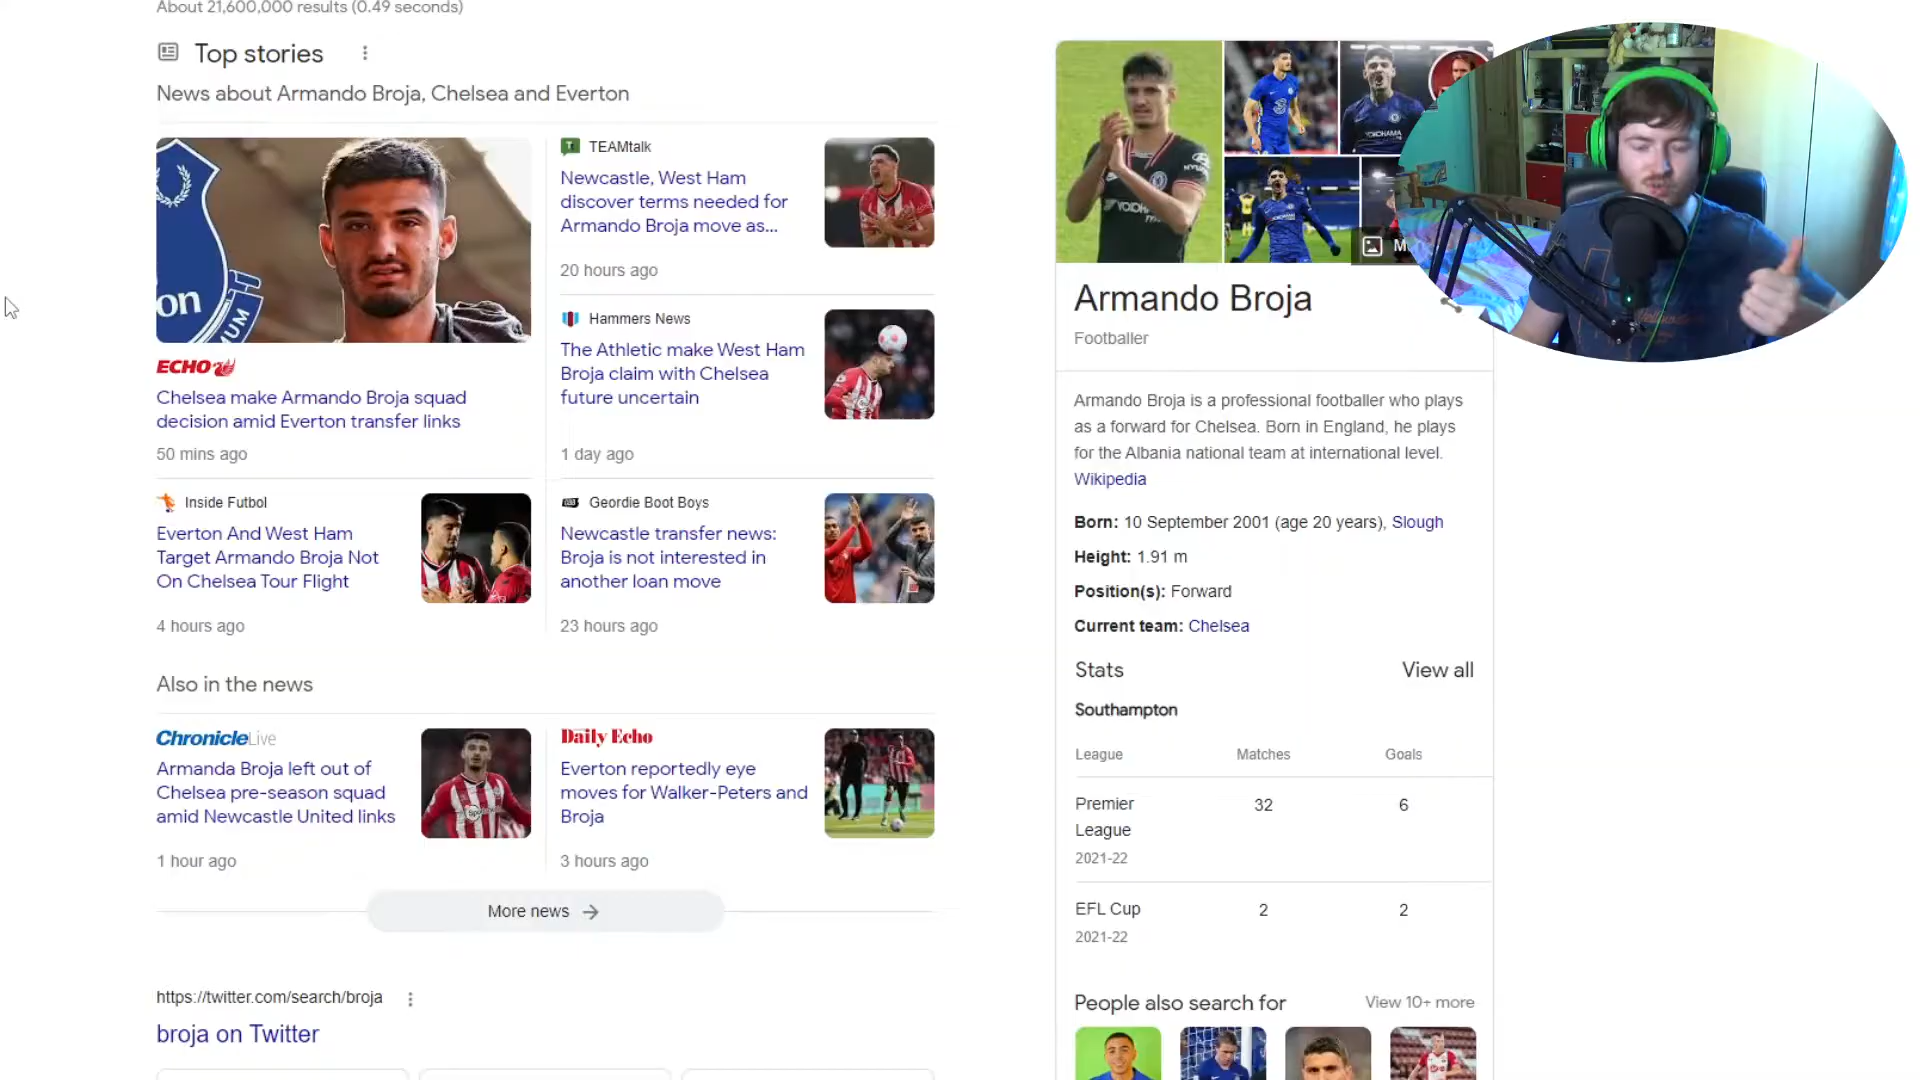 About 21,600,000 results (0.49 seconds)
Top stories
News about Armando Broja, Chelsea and Everton
on
UM
ECHO
Chelsea make Armando Broja squad
decision amid Everton transfer links
50 mins ago
TEAMtalk
Newcastle, West Ham
discover terms needed for
Armando Broja move as...
20 hours ago
Hammers News
The Athletic make West Ham
Broja claim with Chelsea
future uncertain
1 day ago
Inside Futbol
Everton And West Ham
Target Armando Broja Not
On Chelsea Tour Flight
4 hours ago
Geordie Boot Boys
Newcastle transfer news:
Broja is not interested in
another loan move
23 hours ago
Also in the news
ChronicleLive
Armanda Broja left out of
Chelsea pre-season squad
amid Newcastle United links
1 hour ago
Daily Echo
Everton reportedly eye
moves for Walker-Peters and
Broja
3 hours ago
More news
https://twitter.com/search/broja
broja on Twitter
3
YOKOHAMA
M
Armando Broja
Footballer
Armando Broja is a professional footballer who plays
as a forward for Chelsea. Born in England, he plays
for the Albania national team at international level.
Wikipedia
Born: 10 September 2001 (age 20 years), Slough
Height: 1.91 m
Position(s): Forward
Current team: Chelsea
Stats View all
Southampton
League Matches Goals
Premier
League 32 6
2021-22
EFL Cup 2 2
2021-22
People also search for View 10+ more